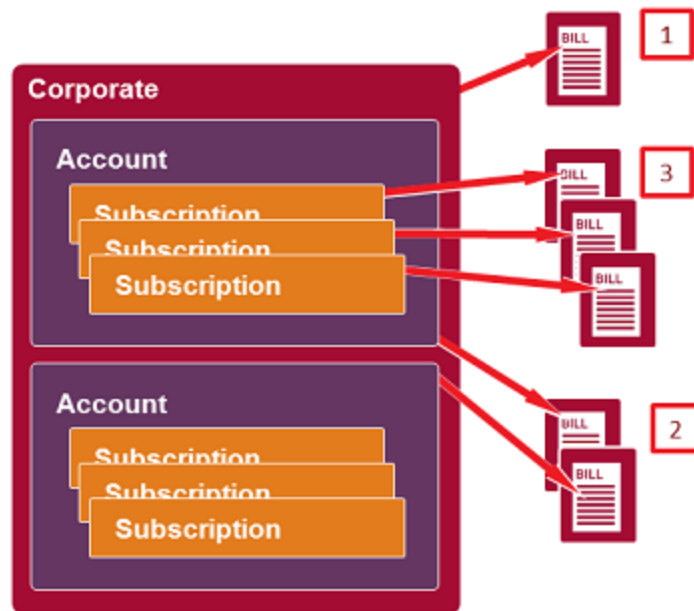 BILL
1
Corporate
Account
BILL
3
Subscription
BILL
Subscription
BILL
Subscription
Account
BILL
2
Subscription
BILL
Subscription
Subscription